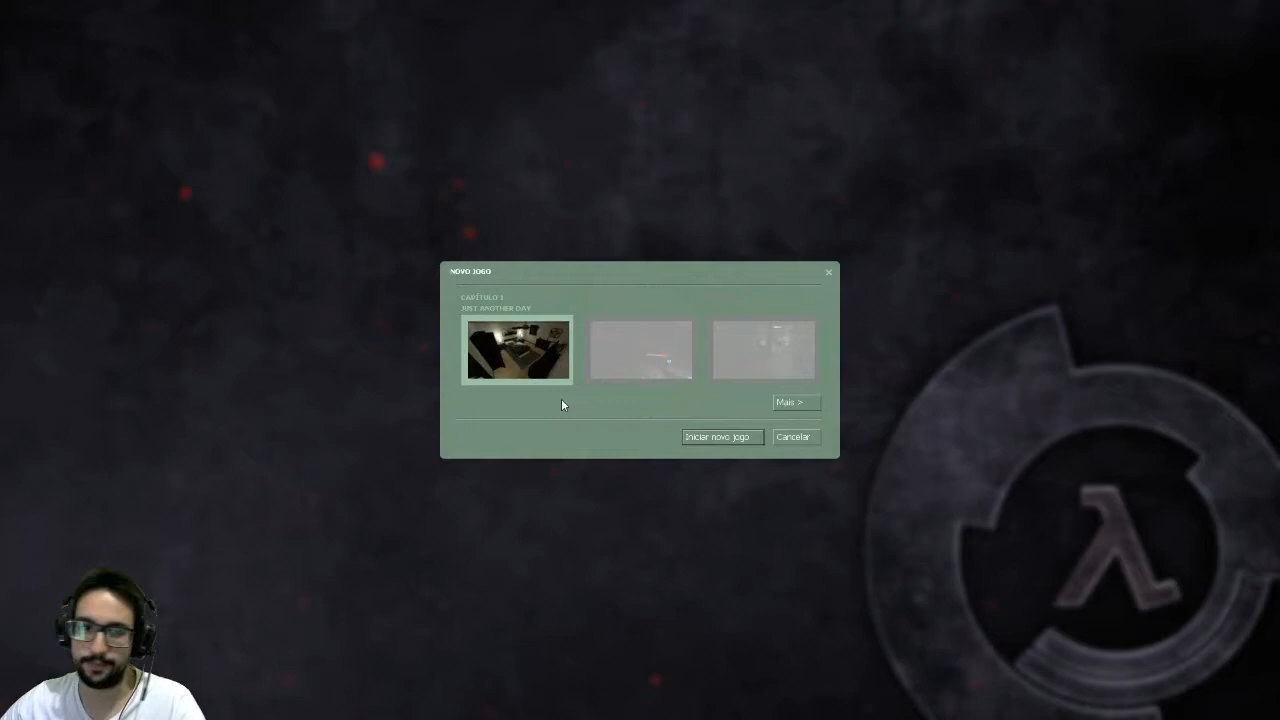 NOVO JOGO
CAPÍTULO 1
JUST ANOTHER DAY
Mais >
Iniciar novo jogo
Cancelar